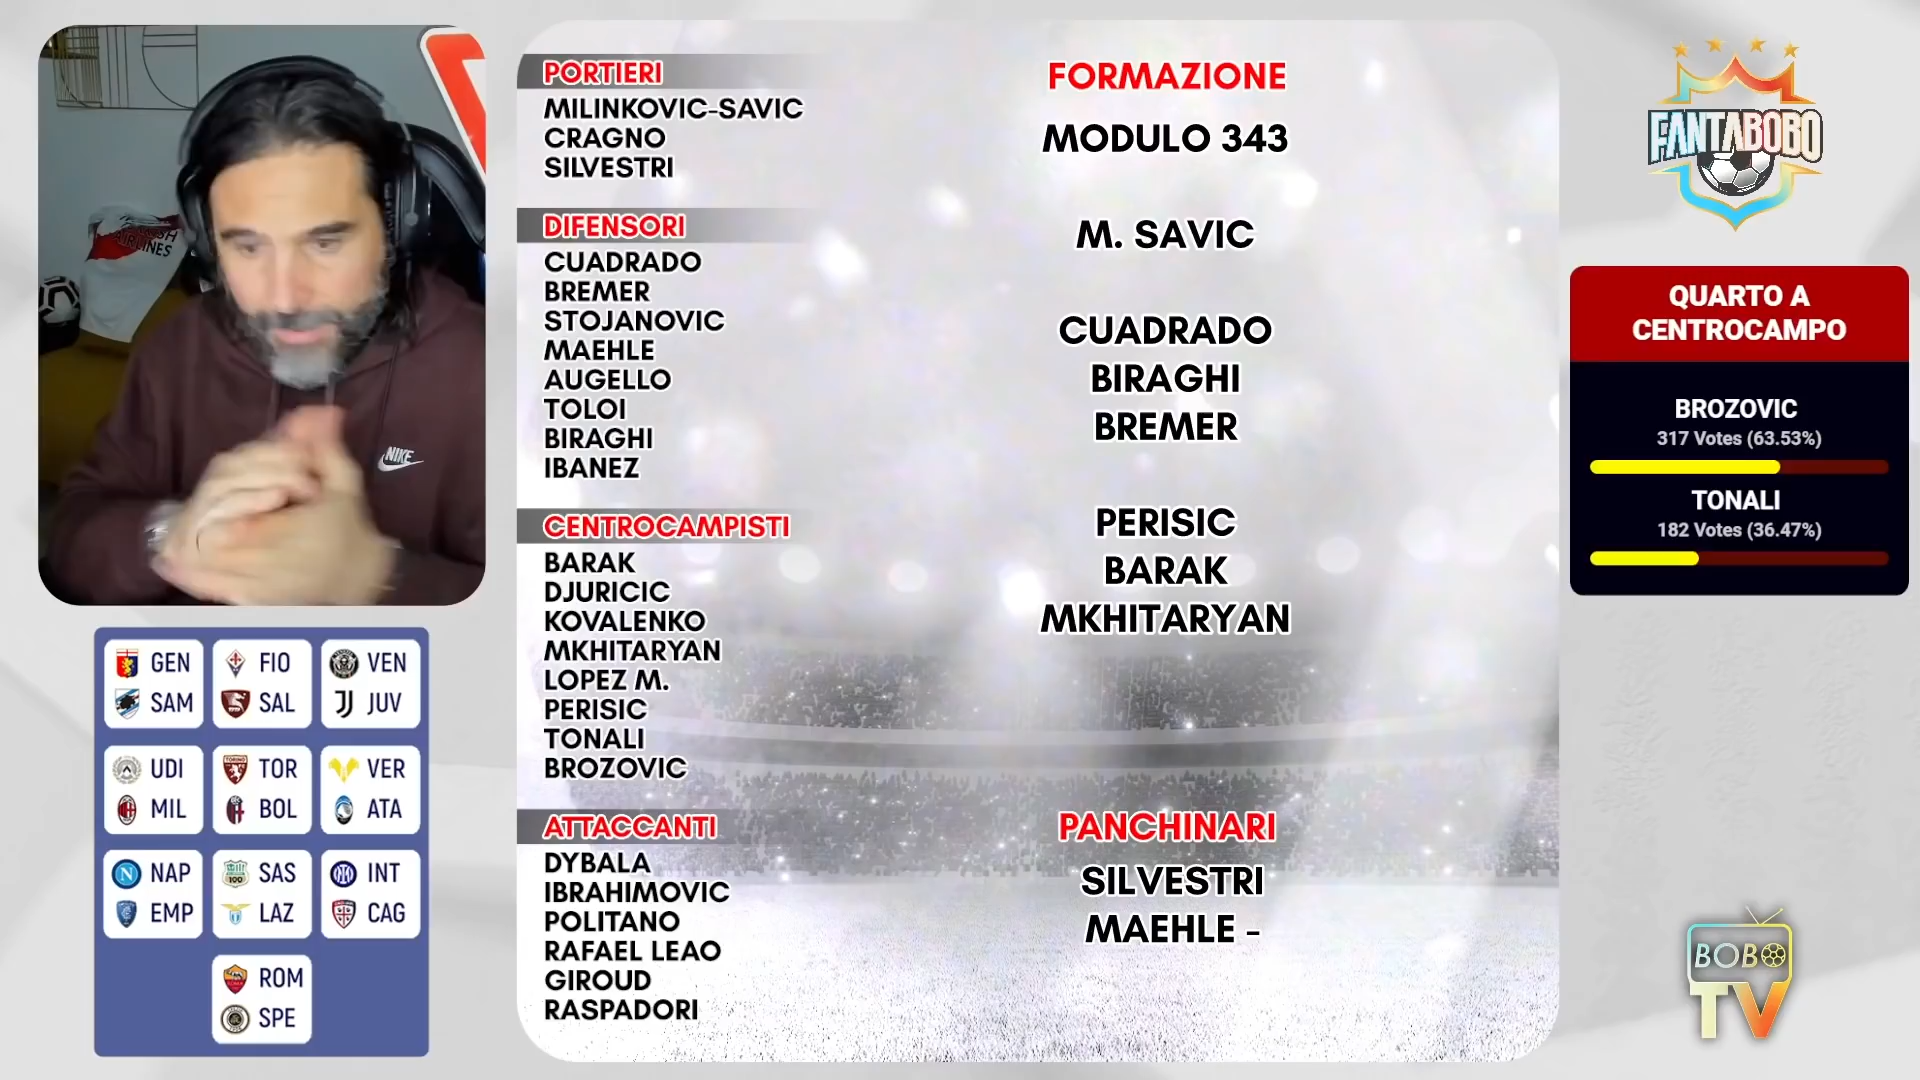 PORTIERI
MILINKOVIC-SAVIC
CRAGNO
SILVESTRI
DIFENSORI
CUADRADO
BREMER
STOJANOVIC
MAEHLE
AUGELLO
TOLOI
BIRAGHI
IBANEZ
CENTROCAMPISTI
BARAK
DJURICIC
KOVALENKO
MKHITARYAN
LOPEZ M.
PERISIC
TONALI
BROZOVIC
ATTACCANTI
DYBALA
IBRAHIMOVIC
POLITANO
RAFAEL LEAO
GIROUD
RASPADORI
FORMAZIONE
MODULO 343
M. SAVIC
CUADRADO
BIRAGHI
BREMER
PERISIC
BARAK
MKHITARYAN
PANCHINARI
SILVESTRI
MAEHLE -
FANTABOBO
QUARTO A
CENTROCAMPO
BROZOVIC
317 Votes (63.53%)
TONALI
182 Votes (36.47%)
BOBO
TV
AIRLINES
NIKE
GEN
SAM
FIO
SAL
VEN
JUV
UDI
MIL
TOR
BOL
VER
ATA
NAP
EMP
SAS
LAZ
INT
CAG
ROM
SPE